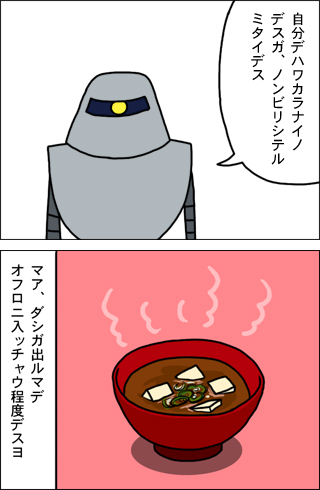 自分デハワカラナイノ
デスガ、ノンビリシテル
ミタイデス
マア、ダシガ出ルマデ
オフロニ入ッチャウ程度デスヨ